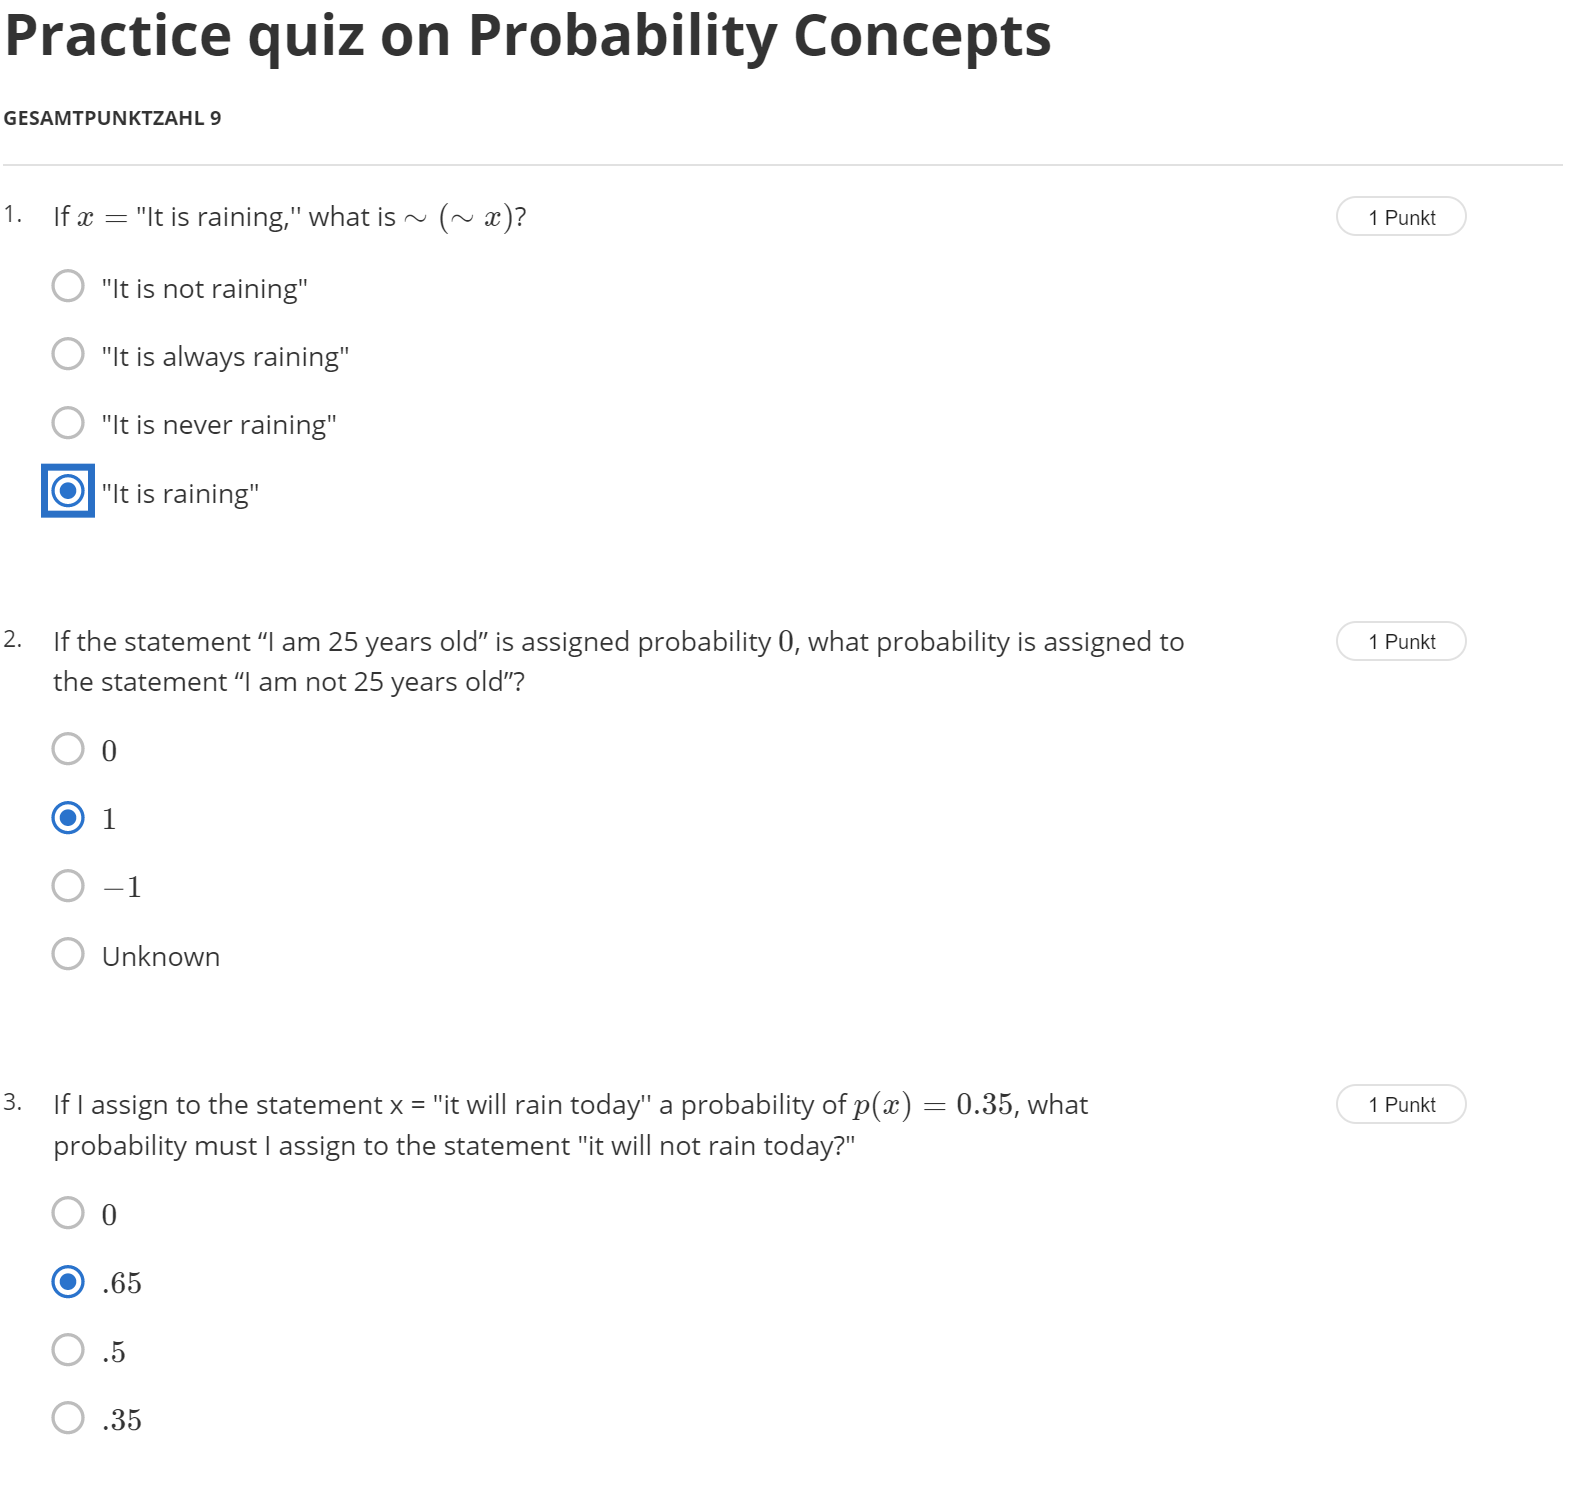 Practice quiz on Probability Concepts
GESAMTPUNKTZAHL 9
1. If x = "It is raining,'' what is ∼ (∼ x)?
1 Punkt
"It is not raining"
"It is always raining"
"It is never raining"
"It is raining"
2. If the statement “I am 25 years old” is assigned probability 0, what probability is assigned to
the statement “I am not 25 years old”?
1 Punkt
0
1
−1
Unknown
3. If I assign to the statement x = "it will rain today'' a probability of p(x) = 0.35, what
probability must I assign to the statement "it will not rain today?"
1 Punkt
0
.65
.5
.35